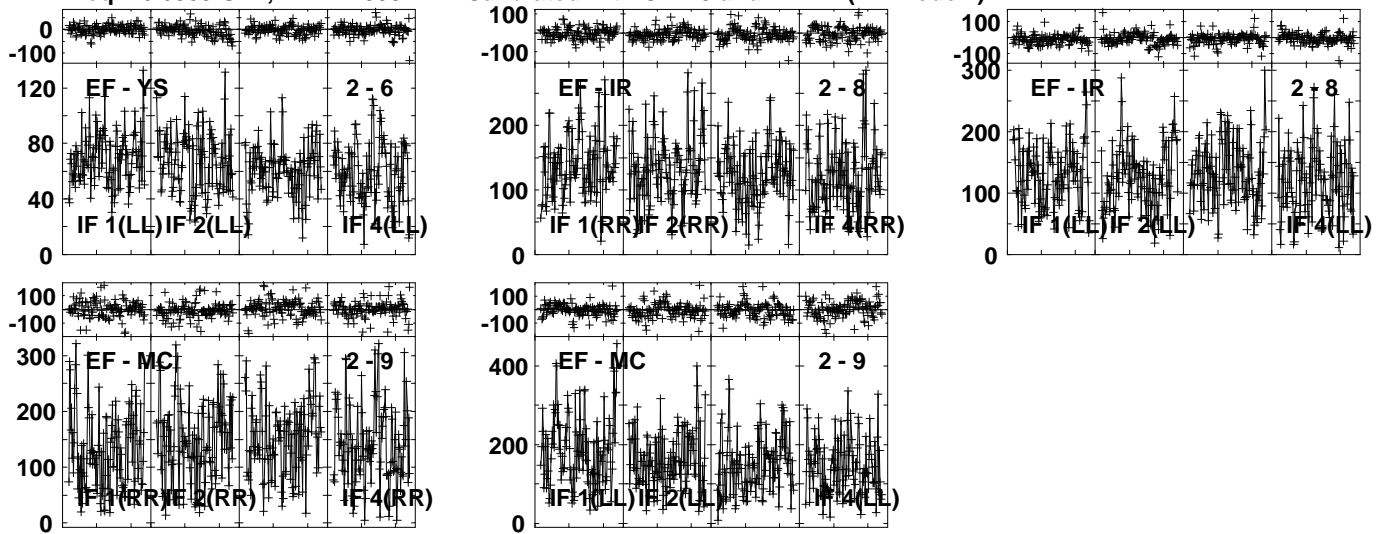 100
0
-100
-100
100
-100
EF - YS 2 - 6
120
80
40
0
IF 1(LL) IF 2(LL) IF 4(LL)
EF - IR 2 - 8
200
100
0
IF 1(RR) IF 2(RR) IF 4(RR)
300
EF - IR 2 - 8
200
100
0
IF 1(LL) IF 2(LL) IF 4(LL)
100
-100
EF - MC 2 - 9
300
200
100
0
IF 1(RR) IF 2(RR) IF 4(RR)
100
-100
EF - MC 2 - 9
400
200
0
IF 1(LL) IF 2(LL) IF 4(LL)